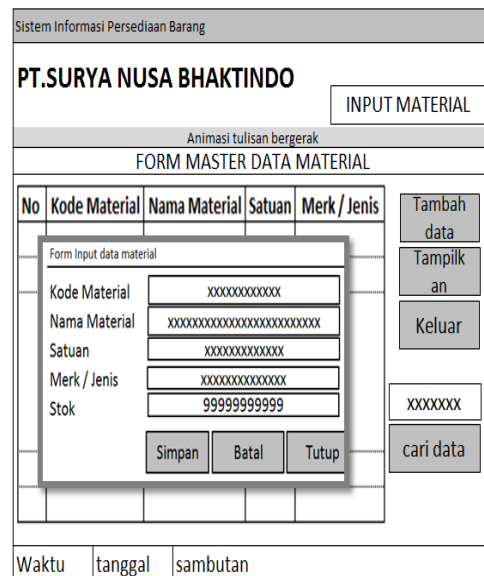 Sistem Informasi Persediaan Barang
PT.SURYA NUSA BHAKTINDO
INPUT MATERIAL
Animasi tulisan bergerak
FORM MASTER DATA MATERIAL
No Kode Material Nama Material Satuan Merk / Jenis
Tambah
data
Tampilk
an
Keluar
Form Input data material
Kode Material xxxxxxxxxxxx
Nama Material xxxxxxxxxxxxxxxxxxxxxxxxx
Satuan xxxxxxxxxxxxx
Merk / Jenis xxxxxxxxxxxxxx
Stok 99999999999
Simpan Batal Tutup
xxxxxxx
cari data
Waktu tanggal sambutan